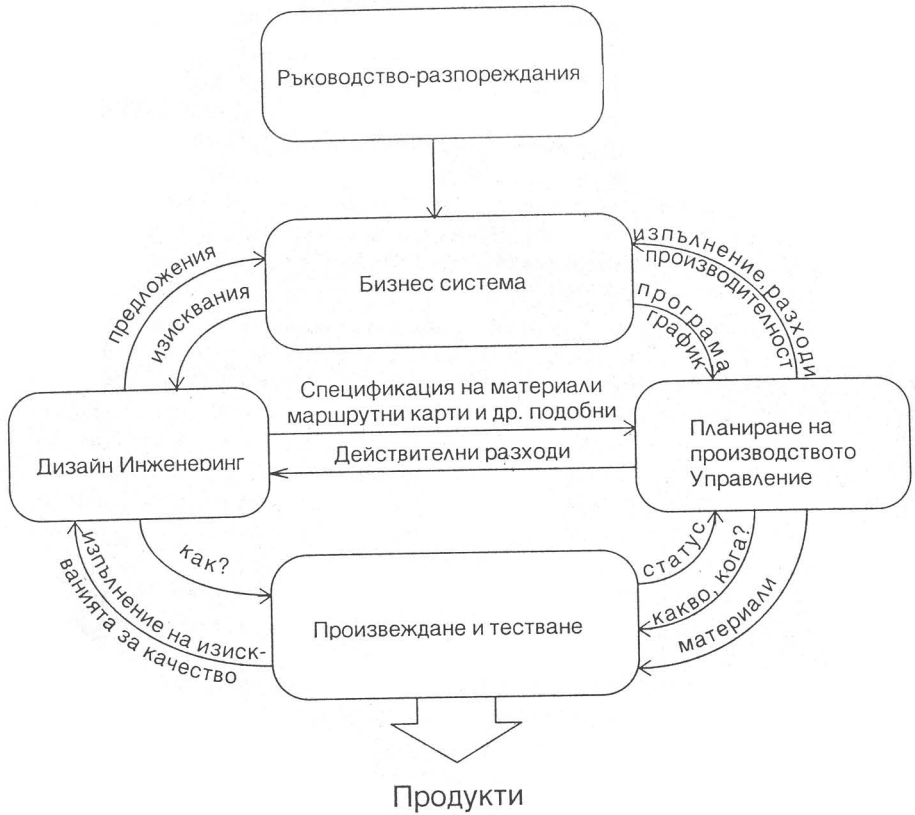 Ръководство-разпореждания
Бизнес система
предложения
изисквания
изпълнение, разходи
производителност
програма
график
Спецификация на материали
маршрутни карти и др. подобни
Действителни разходи
Дизайн Инженеринг
Планиране на
производството
Управление
как?
изпълнение на изиск-
ванията за качество
статус
какво, кога?
материали
Произвеждане и тестване
Продукти